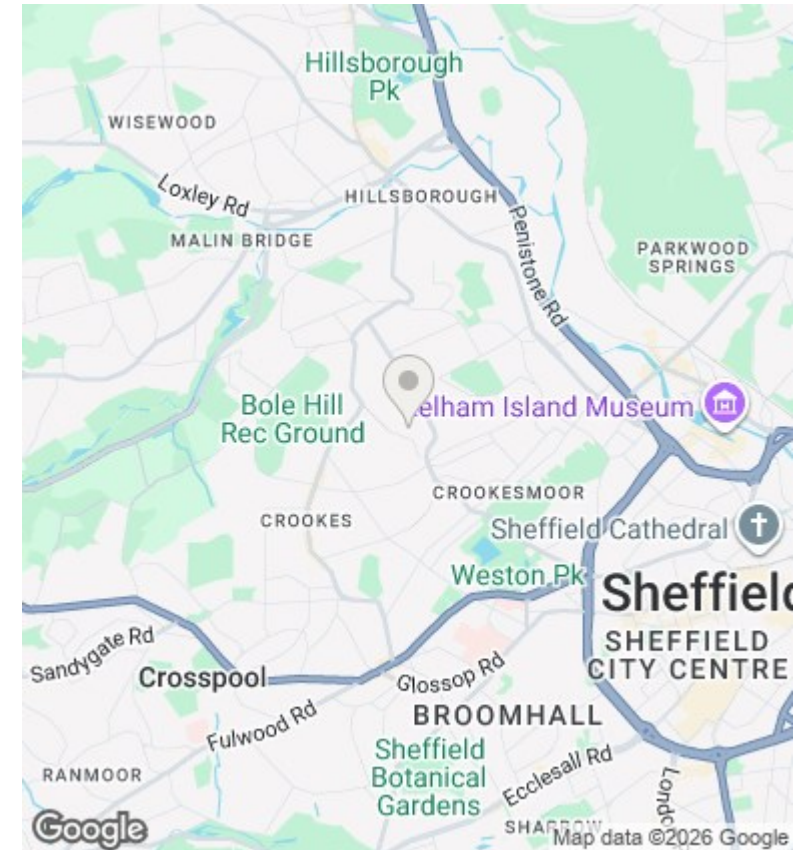 Hillsborough
Pk
WISEWOOD
Loxley Rd
HILLSBOROUGH
MALIN BRIDGE
Penistone Rd
PARKWOOD
SPRINGS
Bole Hill
Rec Ground
elham Island Museum
CROOKESMOOR
CROOKES
Sheffield Cathedral
Weston Pk
Sheffield
SHEFFIELD
CITY CENTRE
Sandygate Rd
Crosspool
Glossop Rd
Fulwood Rd
BROOMHALL
Sheffield
Botanical
Gardens
Ecclesall Rd
RANMOOR
Google
Map data ©2026 Google